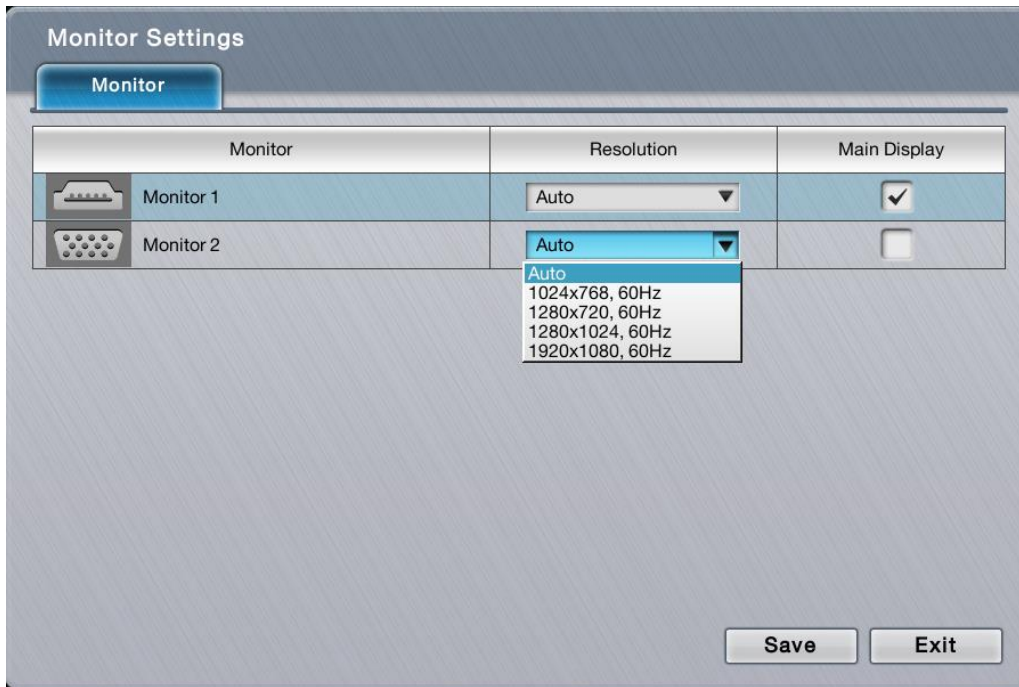 Monitor Settings
Monitor
Monitor Resolution Main Display
Monitor 1 Auto
Monitor 2 Auto
Auto
1024x768, 60Hz
1280x720, 60Hz
1280x1024, 60Hz
1920x1080, 60Hz
Save Exit